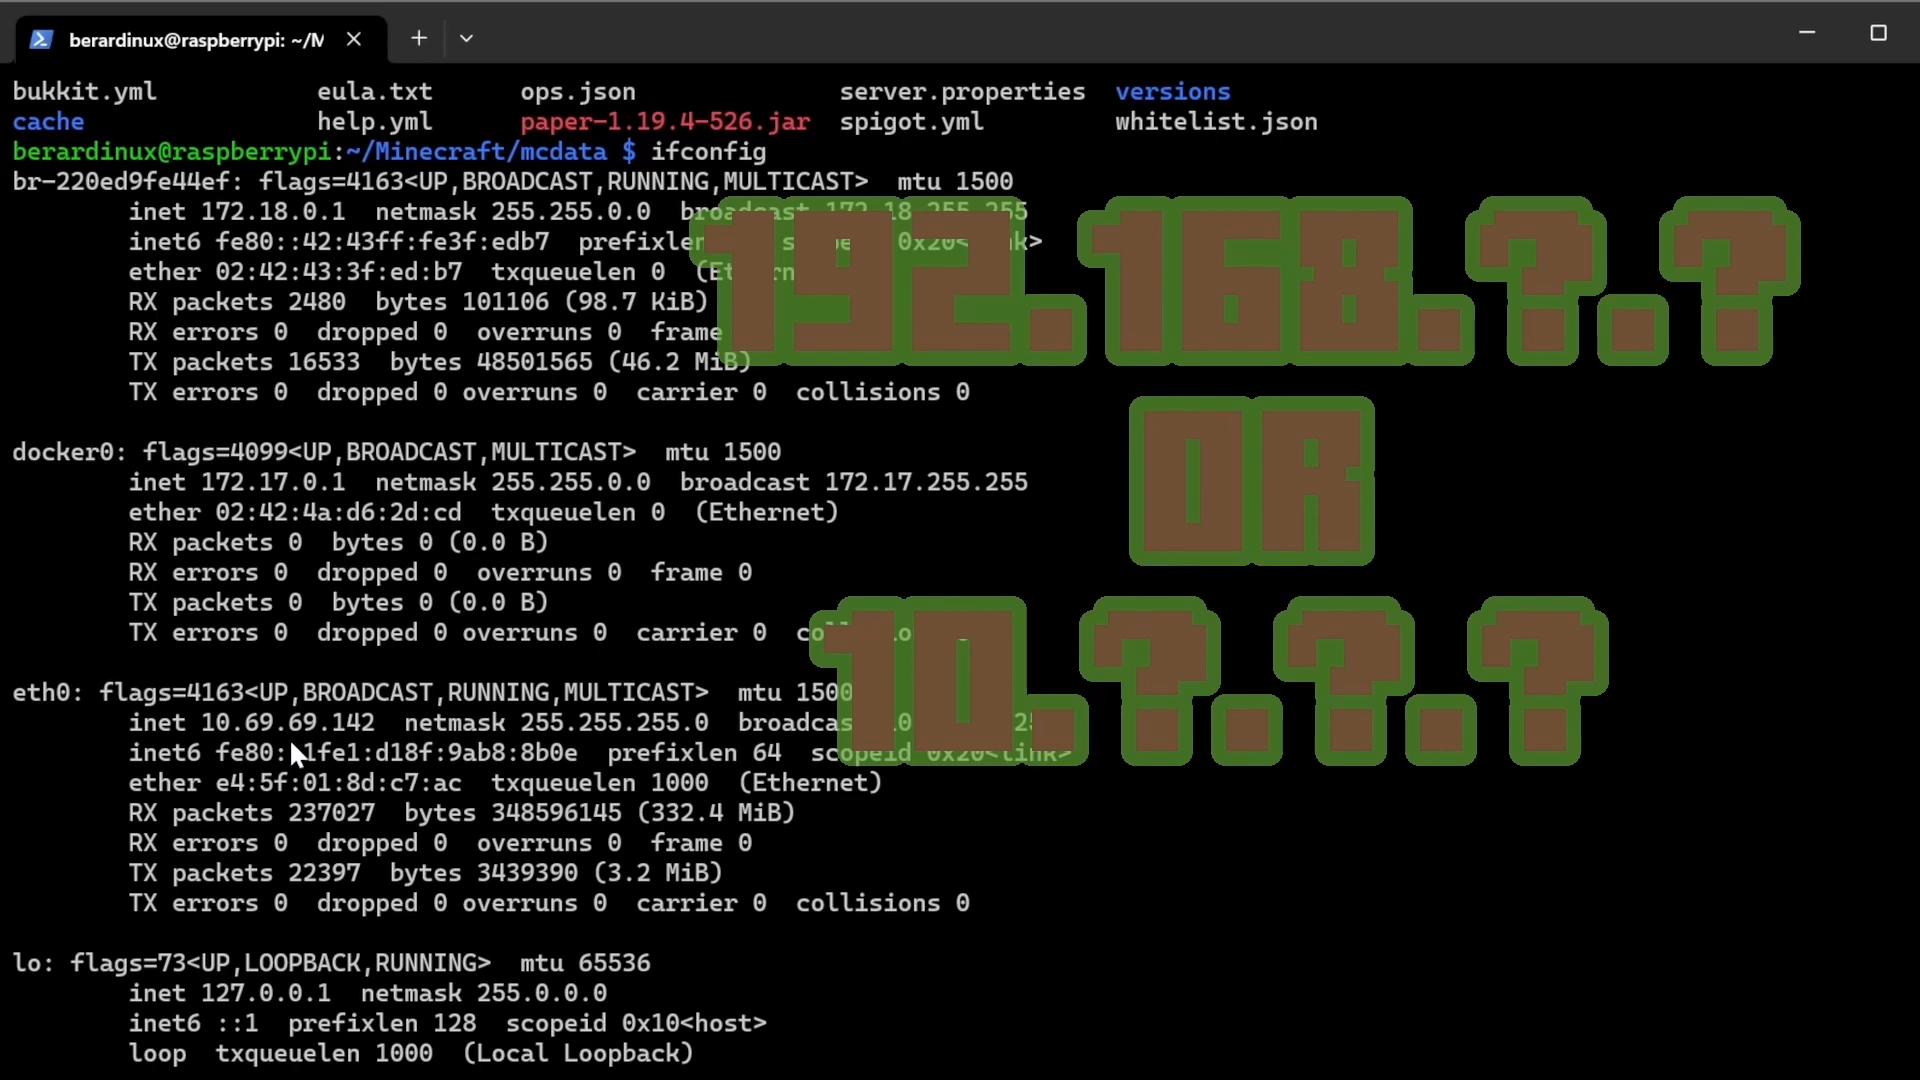 berardinux@raspberrypi: ~/M
bukkit.yml eula.txt ops.json server.properties versions
cache help.yml paper-1.19.4-526.jar spigot.yml whitelist.json
berardinux@raspberrypi:~/Minecraft/mcdata $ ifconfig
br-220ed9fe44ef: flags=4163<UP,BROADCAST,RUNNING,MULTICAST> mtu 1500
inet 172.18.0.1 netmask 255.255.0.0 broadcast 172.18.255.255
inet6 fe80::42:43ff:fe3f:edb7 prefixlen 0x20<link>
ether 02:42:43:3f:ed:b7 txqueuelen 0 (Ethern
RX packets 2480 bytes 101106 (98.7 KiB)
RX errors 0 dropped 0 overruns 0 frame
TX packets 16533 bytes 48501565 (46.2 MiB)
TX errors 0 dropped 0 overruns 0 carrier 0 collisions 0
192.168.?.?
OR
10.?.?.?
docker0: flags=4099<UP,BROADCAST,MULTICAST> mtu 1500
inet 172.17.0.1 netmask 255.255.0.0 broadcast 172.17.255.255
ether 02:42:4a:d6:2d:cd txqueuelen 0 (Ethernet)
RX packets 0 bytes 0 (0.0 B)
RX errors 0 dropped 0 overruns 0 frame 0
TX packets 0 bytes 0 (0.0 B)
TX errors 0 dropped 0 overruns 0 carrier 0
eth0: flags=4163<UP,BROADCAST,RUNNING,MULTICAST> mtu 1500
inet 10.69.69.142 netmask 255.255.255.0
inet6 prefixlen 64 scopeid 0x20<link>
ether e4:5f:01:8d:c7:ac txqueuelen 1000 (Ethernet)
RX packets 237027 bytes 348596145 (332.4 MiB)
RX errors 0 dropped 0 overruns 0 frame 0
TX packets 22397 bytes 3439390 (3.2 MiB)
TX errors 0 dropped 0 overruns 0 carrier 0 collisions 0
lo: flags=73<UP,LOOPBACK,RUNNING> mtu 65536
inet 127.0.0.1 netmask 255.0.0.0
inet6 ::1 prefixlen 128 scopeid 0x10<host>
loop txqueuelen 1000 (Local Loopback)